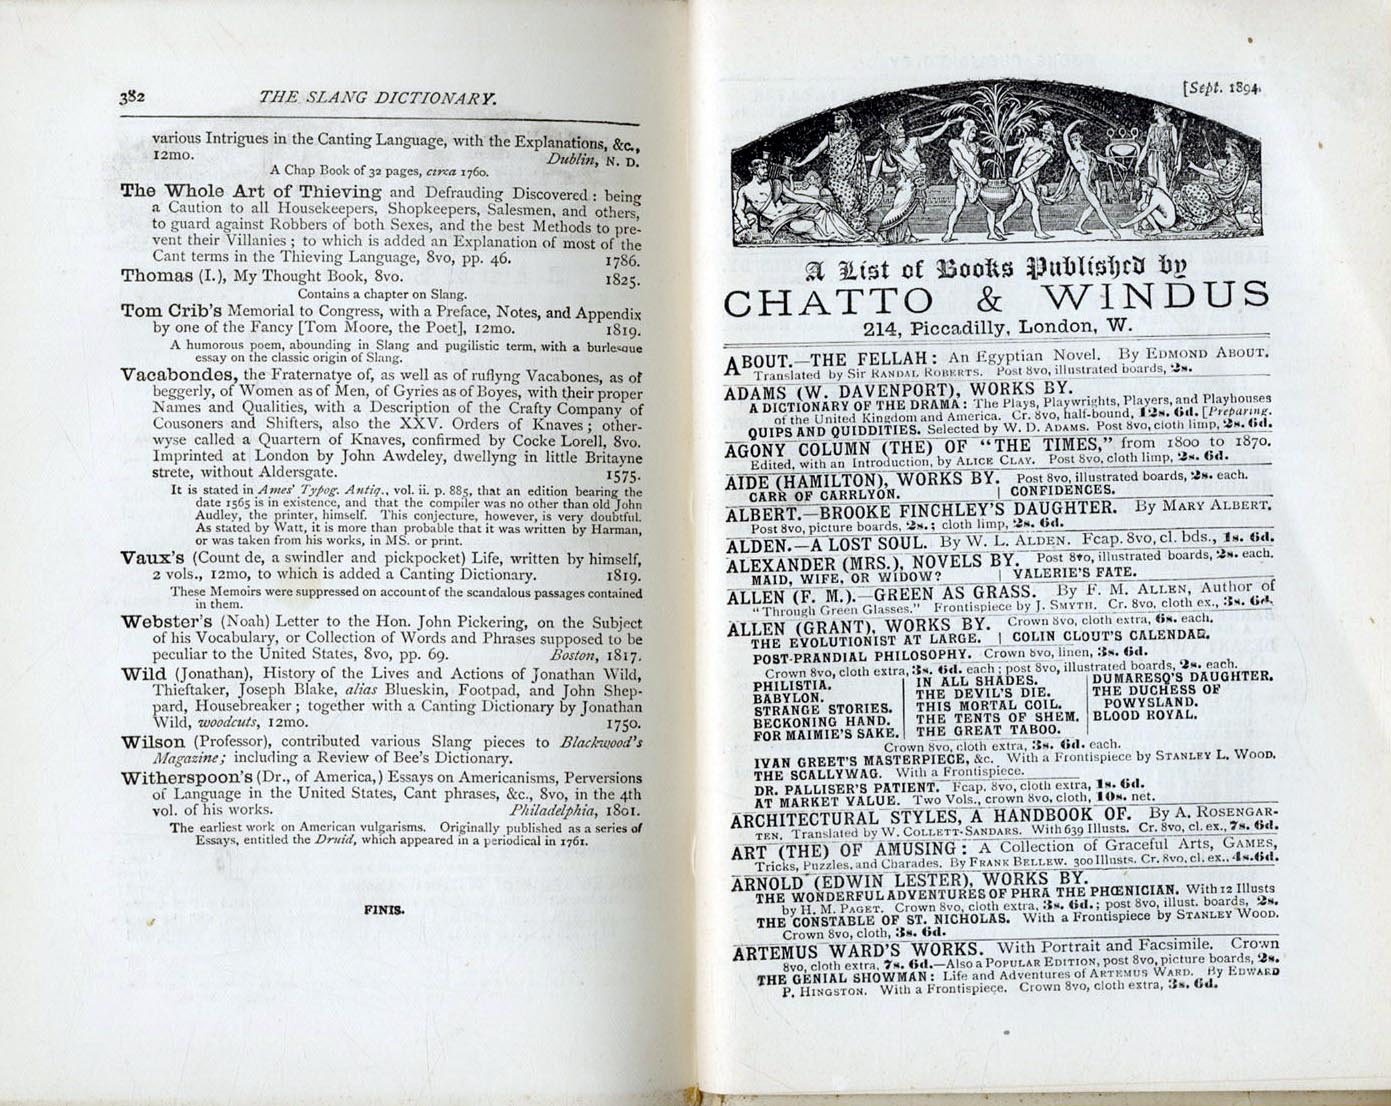 382
THE SLANG DICTIONARY.
various Intrigues in the Canting Language, with the Explanations, &c.,
12mo. Dublin, N. D.
A Chap Book of 32 pages, circa 1760.
The Whole Art of Thieving and Defrauding Discovered : being
a Caution to all Housekeepers, Shopkeepers, Salesmen, and others,
to guard against Robbers of both Sexes, and the best Methods to pre-
vent their Villanies ; to which is added an Explanation of most of the
Cant terms in the Thieving Language, 8vo, pp. 46. 1786.
Thomas (I.), My Thought Book, 8vo. 1825.
Contains a chapter on Slang.
Tom Crib's Memorial to Congress, with a Preface, Notes, and Appendix
by one of the Fancy [Tom Moore, the Poet], 12mo. 1819.
A humorous poem, abounding in Slang and pugilistic term, with a burlesque
essay on the classic origin of Slang.
Vacabondes, the Fraternatye of, as well as of ruflyng Vacabones, as of
beggerly, of Women as of Men, of Gyries as of Boyes, with their proper
Names and Qualities, with a Description of the Crafty Company of
Cousoners and Shifters, also the XXV. Orders of Knaves ; other-
wyse called a Quartern of Knaves, confirmed by Cocke Lorell, 8vo.
Imprinted at London by John Awdeley, dwellyng in little Britayne
strete, without Aldersgate. 1575.
It is stated in Ames' Typog. Antiq., vol. ii. p. 885, that an edition bearing the
date 1565 is in existence, and that the compiler was no other than old John
Audley, the printer, himself. This conjecture, however, is very doubtful.
As stated by Watt, it is more than probable that it was written by Harman,
or was taken from his works, in MS. or print.
Vaux's (Count de, a swindler and pickpocket) Life, written by himself,
2 vols., 12mo, to which is added a Canting Dictionary. 1819.
These Memoirs were suppressed on account of the scandalous passages contained
in them.
Webster's (Noah) Letter to the Hon. John Pickering, on the Subject
of his Vocabulary, or Collection of Words and Phrases supposed to be
peculiar to the United States, 8vo, pp. 69. Boston, 1817.
Wild (Jonathan), History of the Lives and Actions of Jonathan Wild,
Thieftaker, Joseph Blake, alias Blueskin, Footpad, and John Shep-
pard, Housebreaker ; together with a Canting Dictionary by Jonathan
Wild, woodcuts, 12mo. 1750.
Wilson (Professor), contributed various Slang pieces to Blackwood's
Magazine; including a Review of Bee's Dictionary.
Witherspoon's (Dr., of America,) Essays on Americanisms, Perversions
of Language in the United States, Cant phrases, &c., 8vo, in the 4th
vol. of his works. Philadelphia, 1801.
The earliest work on American vulgarisms. Originally published as a series of
Essays, entitled the Druid, which appeared in a periodical in 1761.
FINIS.
[Sept. 1894.
A List of Books Published by
CHATTO & WINDUS
214, Piccadilly, London, W.
ABOUT.—THE FELLAH : An Egyptian Novel. By EDMOND ABOUT.
Translated by Sir RANDAL ROBERTS. Post 8vo, illustrated boards, 2s.
ADAMS (W. DAVENPORT), WORKS BY.
A DICTIONARY OF THE DRAMA : The Plays, Playwrights, Players, and Playhouses
of the United Kingdom and America. Cr. 8vo, half-bound, 12s. 6d. [Preparing.
QUIPS AND QUIDDITIES. Selected by W. D. ADAMS. Post 8vo, cloth limp, 2s. 6d.
AGONY COLUMN (THE) OF "THE TIMES," from 1800 to 1870.
Edited, with an Introduction, by ALICE CLAY. Post 8vo, cloth limp, 2s. 6d.
AIDE (HAMILTON), WORKS BY. Post 8vo, illustrated boards, 2s. each.
CARR OF CARRLYON. | CONFIDENCES.
ALBERT.—BROOKE FINCHLEY'S DAUGHTER. By MARY ALBERT.
Post 8vo, picture boards, 2s.; cloth limp, 2s. 6d.
ALDEN.—A LOST SOUL. By W. L. ALDEN. Fcap. 8vo, cl. bds., 1s. 6d.
ALEXANDER (MRS.), NOVELS BY. Post 8vo, illustrated boards, 2s. each.
MAID, WIFE, OR WIDOW? | VALERIE'S FATE.
ALLEN (F. M.).—GREEN AS GRASS. By F. M. ALLEN, Author of
"Through Green Glasses." Frontispiece by J. SMYTH. Cr. 8vo, cloth ex., 3s. 6d.
ALLEN (GRANT), WORKS BY. Crown 8vo, cloth extra, 6s. each.
THE EVOLUTIONIST AT LARGE. | COLIN CLOUT'S CALENDAR.
POST-PRANDIAL PHILOSOPHY. Crown 8vo, linen, 3s. 6d.
Crown 8vo, cloth extra, 3s. 6d. each ; post 8vo, illustrated boards, 2s. each.
PHILISTIA. | IN ALL SHADES. | DUMARESQ'S DAUGHTER.
BABYLON. | THE DEVIL'S DIE. | THE DUCHESS OF
STRANGE STORIES. | THIS MORTAL COIL. | POWYSLAND.
BECKONING HAND. | THE TENTS OF SHEM. | BLOOD ROYAL.
FOR MAIMIE'S SAKE. | THE GREAT TABOO.
Crown 8vo, cloth extra, 3s. 6d. each.
IVAN GREET'S MASTERPIECE, &c. With a Frontispiece by STANLEY L. WOOD.
THE SCALLYWAG. With a Frontispiece.
DR. PALLISER'S PATIENT. Fcap. 8vo, cloth extra, 1s. 6d.
AT MARKET VALUE. Two Vols., crown 8vo, cloth, 10s. net.
ARCHITECTURAL STYLES, A HANDBOOK OF. By A. ROSENGAR-
TEN. Translated by W. COLLETT-SANDARS. With 639 Illusts. Cr. 8vo, cl. ex., 7s. 6d.
ART (THE) OF AMUSING : A Collection of Graceful Arts, GAMES,
Tricks, Puzzles, and Charades. By FRANK BELLEW. 300 Illusts. Cr. 8vo, cl. ex., 4s. 6d.
ARNOLD (EDWIN LESTER), WORKS BY.
THE WONDERFUL ADVENTURES OF PHRA THE PHŒNICIAN. With 12 Illusts
by H. M. PAGET. Crown 8vo, cloth extra, 3s. 6d.; post 8vo, illust. boards, 2s.
THE CONSTABLE OF ST. NICHOLAS. With a Frontispiece by STANLEY WOOD.
Crown 8vo, cloth, 3s. 6d.
ARTEMUS WARD'S WORKS. With Portrait and Facsimile. Crown
8vo, cloth extra, 7s. 6d.—Also a POPULAR EDITION, post 8vo, picture boards, 2s.
THE GENIAL SHOWMAN : Life and Adventures of ARTEMUS WARD. By EDWARD
P. HINGSTON. With a Frontispiece. Crown 8vo, cloth extra, 3s. 6d.